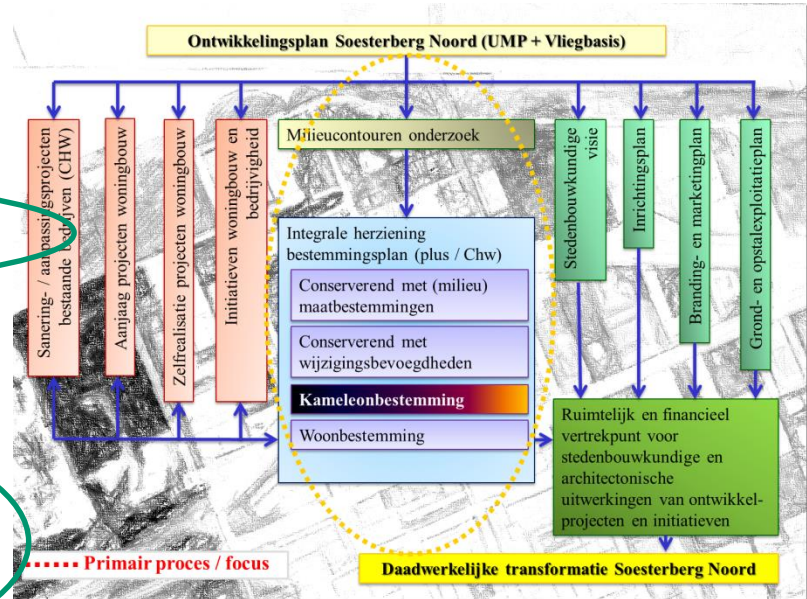 Ontwikkelingsplan Soesterberg Noord (UMP + Vliegbasis)
Sanering- / aanpassingsprojecten
bestaande bedrijven (CHW)
Aanjaag projecten woningbouw
Zelfrealisatie projecten woningbouw
Initiatieven woningbouw en
bedrijvigheid
Milieucontouren onderzoek
Integrale herziening
bestemmingsplan (plus / Chw)
Conserverend met (milieu)
maatbestemmingen
Conserverend met
wijzigingsbevoegdheden
Kameleonbestemming
Woonbestemming
Stedenbouwkundige
visie
Inrichtingsplan
Branding- en marketingplan
Grond- en opstalexploitatieplan
Ruimtelijk en financieel
vertrekpunt voor
stedenbouwkundige en
architectonische
uitwerkingen van ontwikkel-
projecten en initiatieven
Primair proces / focus
Daadwerkelijke transformatie Soesterberg Noord